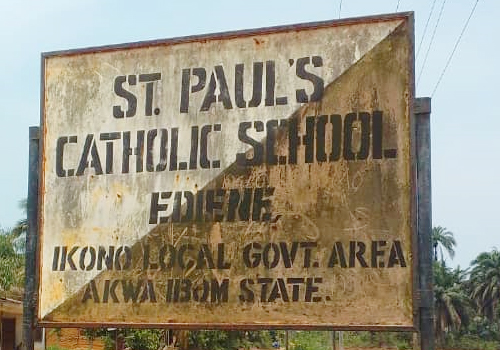 ST. PAUL'S
CATHOLIC SCHOOL
EDIENE,
IKONO LOCAL GOVT. AREA
AKWA IBOM STATE.